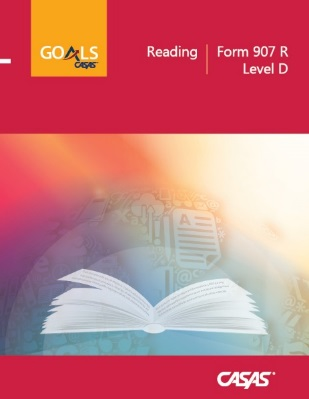 GOALS
CASAS
Reading
Form 907 R
Level D
A
CASAS®